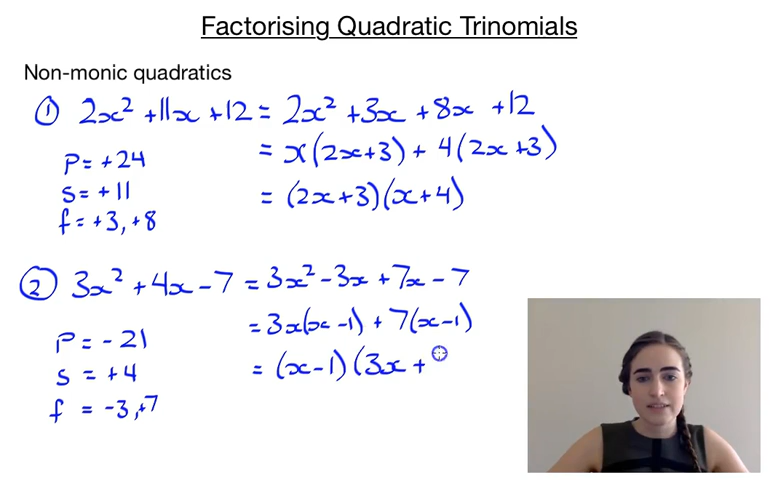 Factorising Quadratic Trinomials
Non-monic quadratics
① 2x² + 11x + 12 = 2x² + 3x + 8x + 12
= x(2x+3) + 4(2x+3)
P = +24
S = +11
= (2x+3)(x+4)
f = +3, +8
② 3x² + 4x - 7 = 3x² - 3x + 7x - 7
= 3x(x-1) + 7(x-1)
P = -21
= (x-1)(3x +
S = +4
f = -3, +7